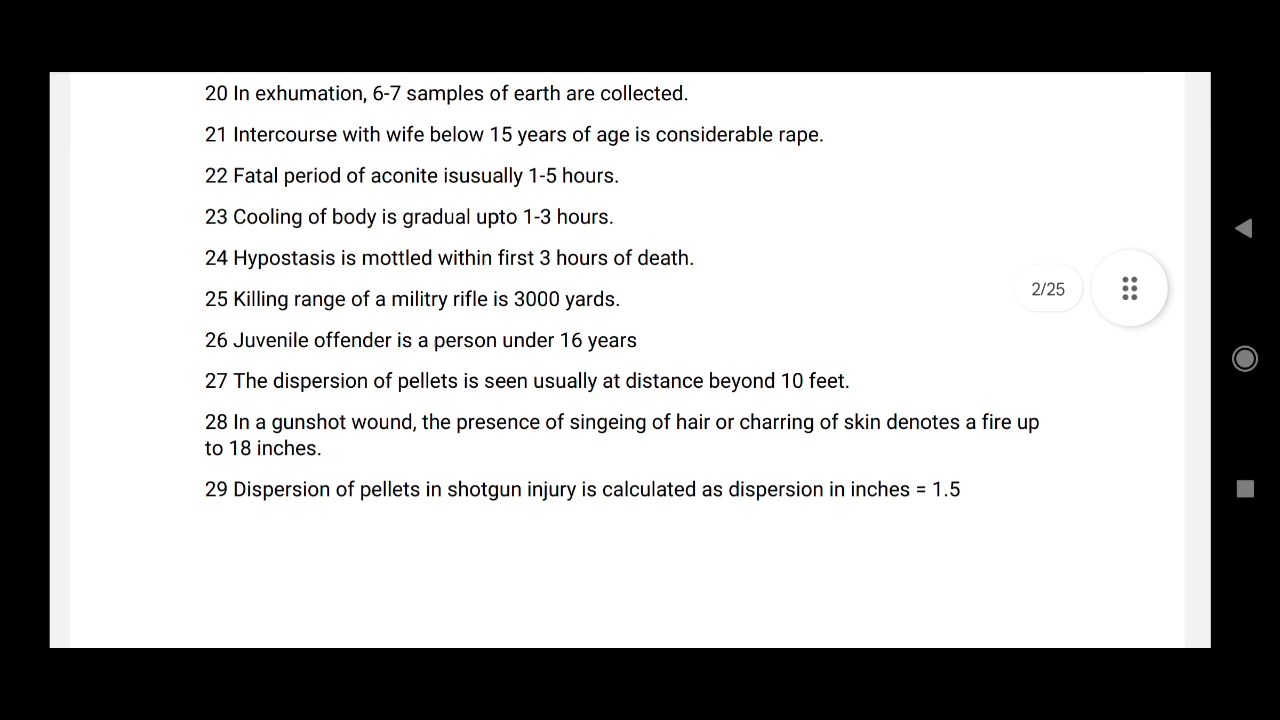 20 In exhumation, 6-7 samples of earth are collected.
21 Intercourse with wife below 15 years of age is considerable rape.
22 Fatal period of aconite isusually 1-5 hours.
23 Cooling of body is gradual upto 1-3 hours.
24 Hypostasis is mottled within first 3 hours of death.
25 Killing range of a militry rifle is 3000 yards.
2/25
26 Juvenile offender is a person under 16 years
27 The dispersion of pellets is seen usually at distance beyond 10 feet.
28 In a gunshot wound, the presence of singeing of hair or charring of skin denotes a fire up
to 18 inches.
29 Dispersion of pellets in shotgun injury is calculated as dispersion in inches = 1.5